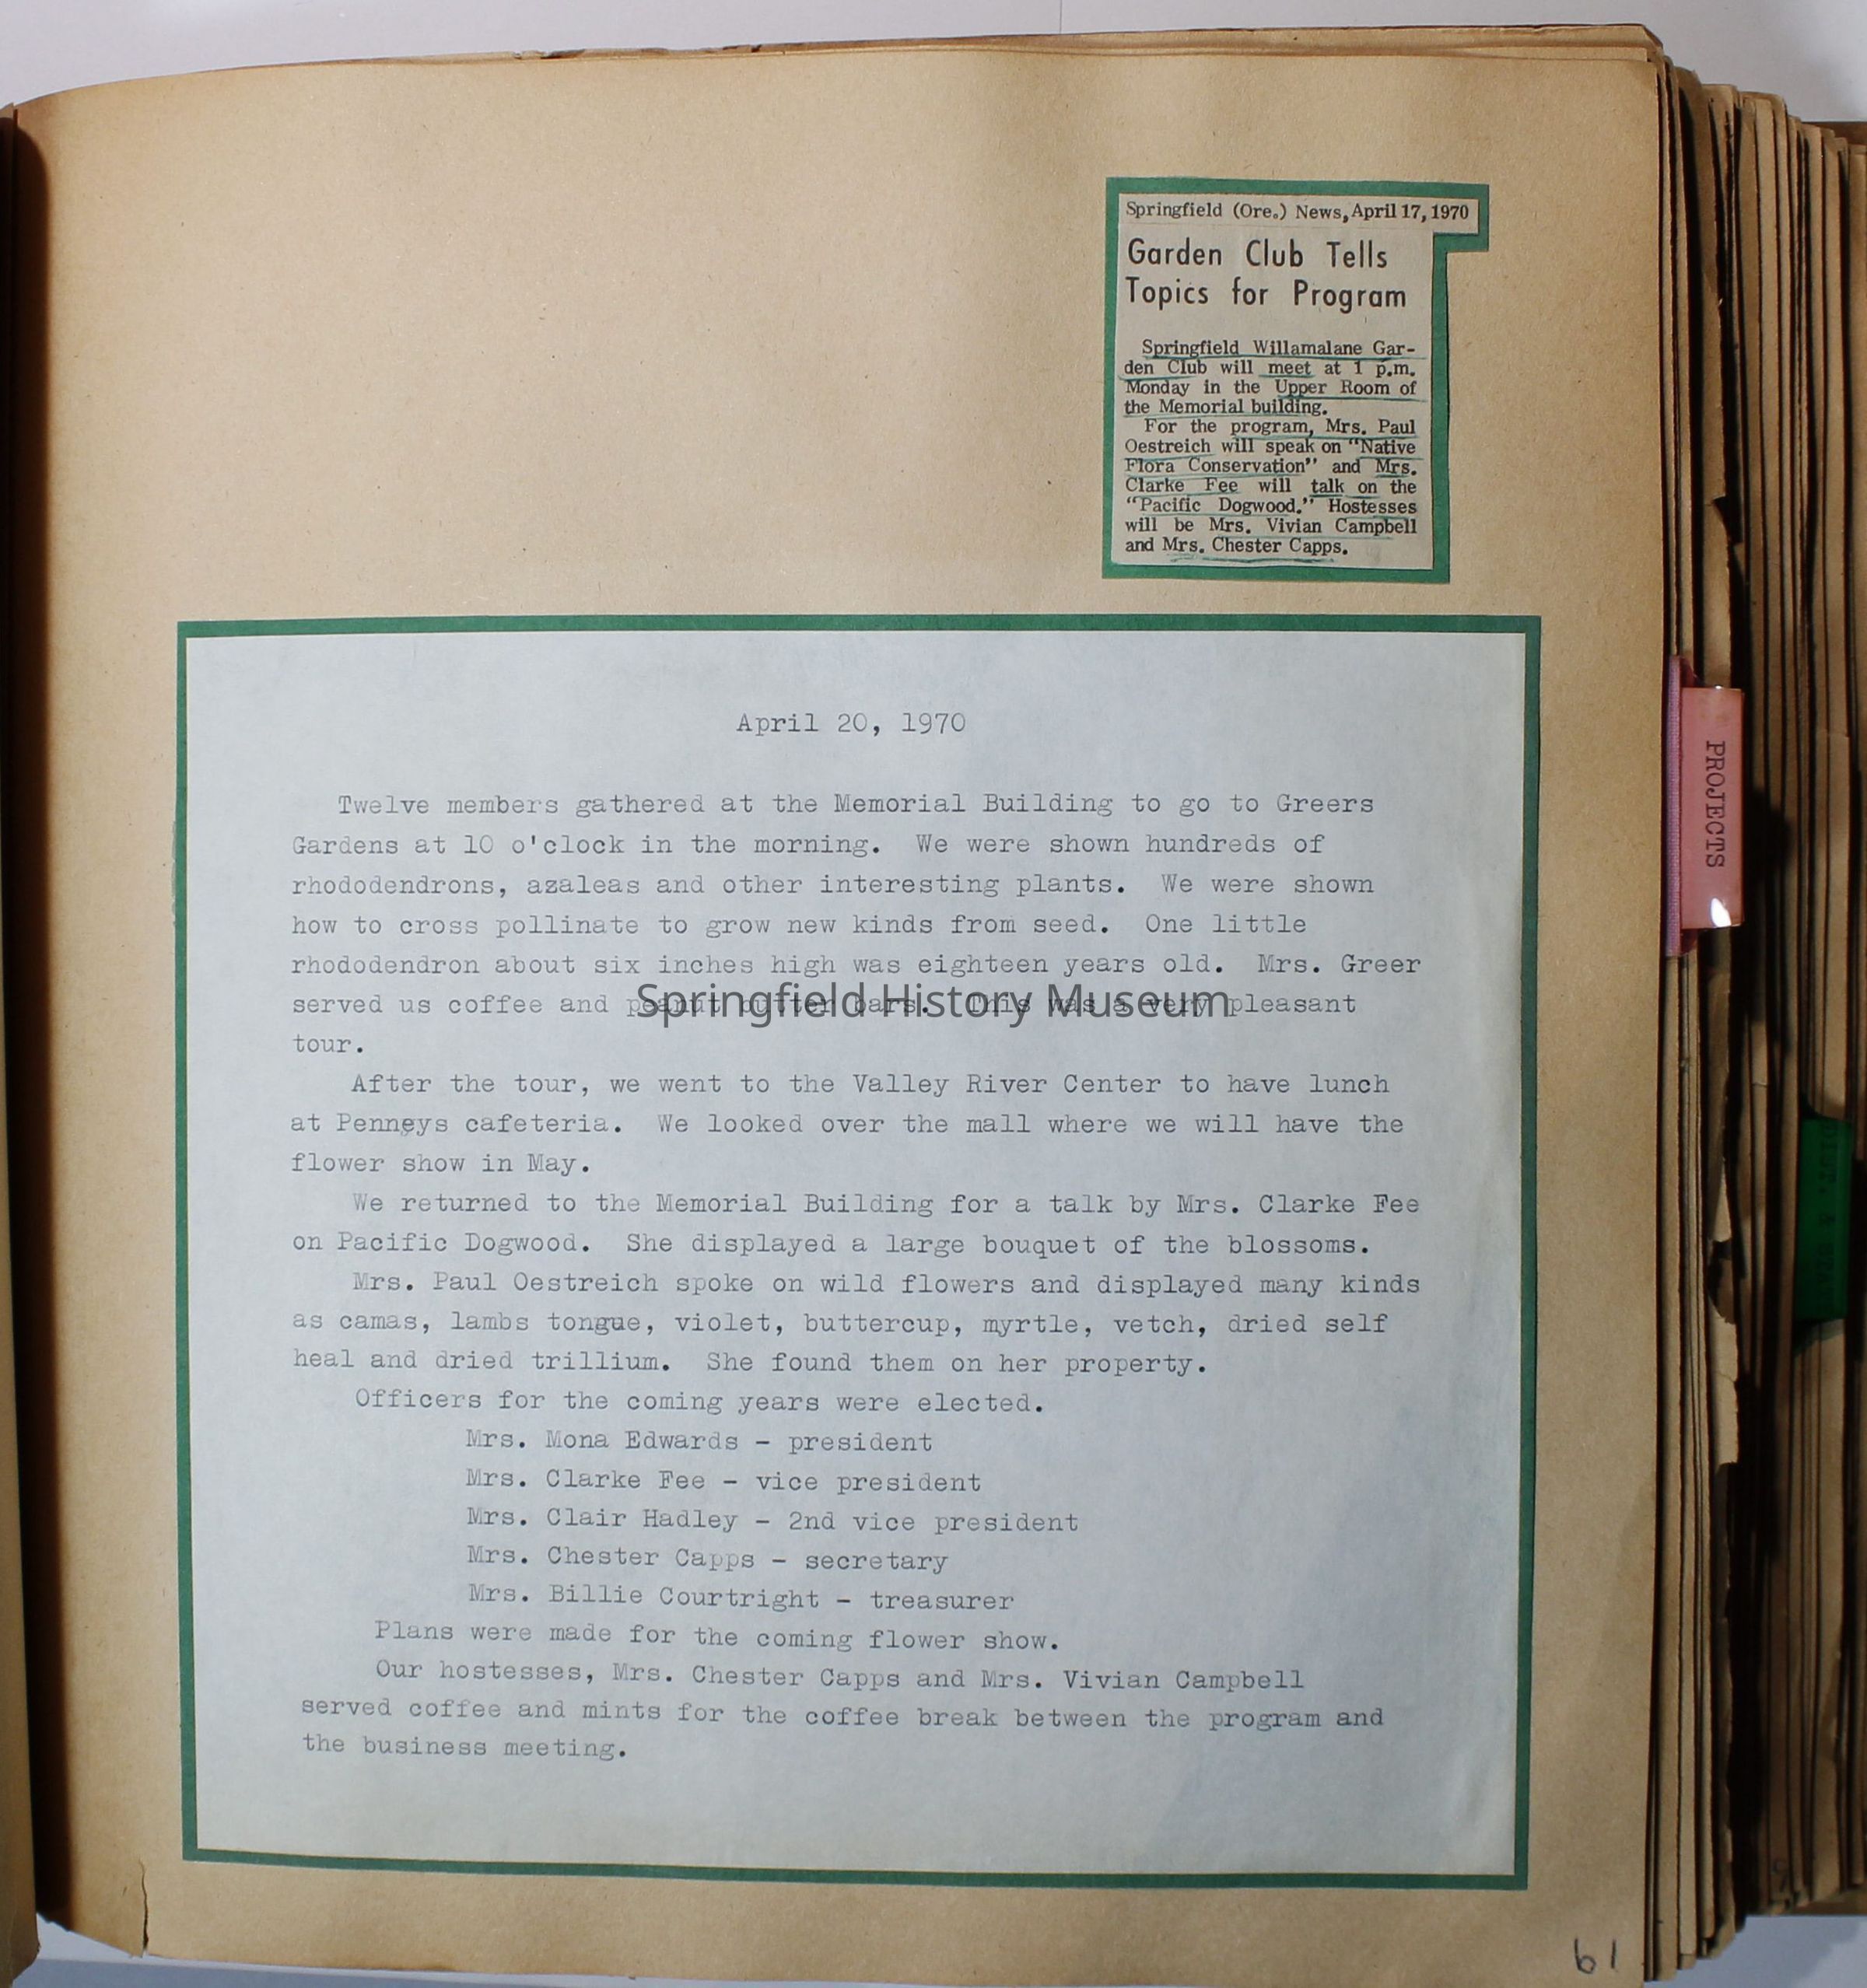 Springfield (Ore.) News, April 17, 1970
Garden Club Tells
Topics for Program
Springfield Willamalane Gar-
den Club will meet at 1 p.m.
Monday in the Upper Room of
the Memorial building.
For the program, Mrs. Paul
Oestreich will speak on "Native
Flora Conservation" and Mrs.
Clarke Fee will talk on the
"Pacific Dogwood." Hostesses
will be Mrs. Vivian Campbell
and Mrs. Chester Capps.
April 20, 1970
Twelve members gathered at the Memorial Building to go to Greers
Gardens at 10 o'clock in the morning. We were shown hundreds of
rhododendrons, azaleas and other interesting plants. We were shown
how to cross pollinate to grow new kinds from seed. One little
rhododendron about six inches high was eighteen years old. Mrs. Greer
served us coffee and peanut butter bars. This was a very pleasant
tour.
Springfield History Museum
After the tour, we went to the Valley River Center to have lunch
at Penneys cafeteria. We looked over the mall where we will have the
flower show in May.
We returned to the Memorial Building for a talk by Mrs. Clarke Fee
on Pacific Dogwood. She displayed a large bouquet of the blossoms.
Mrs. Paul Oestreich spoke on wild flowers and displayed many kinds
as camas, lambs tongue, violet, buttercup, myrtle, vetch, dried self
heal and dried trillium. She found them on her property.
Officers for the coming years were elected.
Mrs. Mona Edwards - president
Mrs. Clarke Fee - vice president
Mrs. Clair Hadley - 2nd vice president
Mrs. Chester Capps - secretary
Mrs. Billie Courtright - treasurer
Plans were made for the coming flower show.
Our hostesses, Mrs. Chester Capps and Mrs. Vivian Campbell
served coffee and mints for the coffee break between the program and
the business meeting.
PROJECTS
61